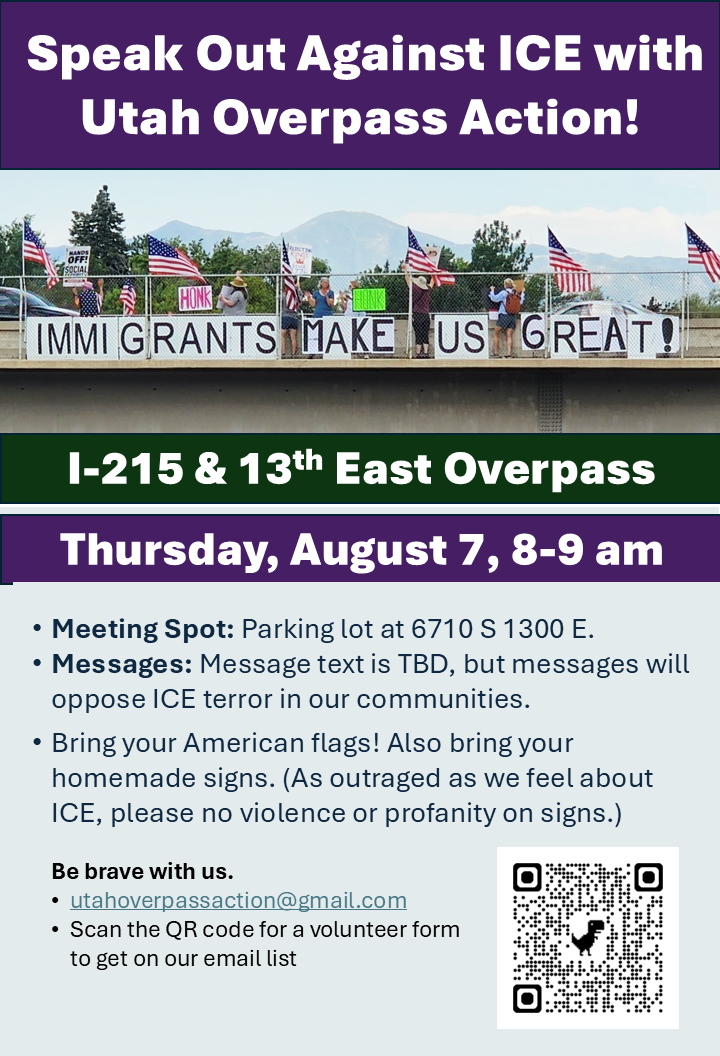 Speak Out Against ICE with
Utah Overpass Action!
HANDS
OFF!
SOCIAL
HONK
HONK
IMMIGRANTS MAKE US GREAT!
I-215 & 13th East Overpass
Thursday, August 7, 8-9 am
• Meeting Spot: Parking lot at 6710 S 1300 E.
• Messages: Message text is TBD, but messages will
oppose ICE terror in our communities.
• Bring your American flags! Also bring your
homemade signs. (As outraged as we feel about
ICE, please no violence or profanity on signs.)
Be brave with us.
• utahoverpassaction@gmail.com
• Scan the QR code for a volunteer form
to get on our email list